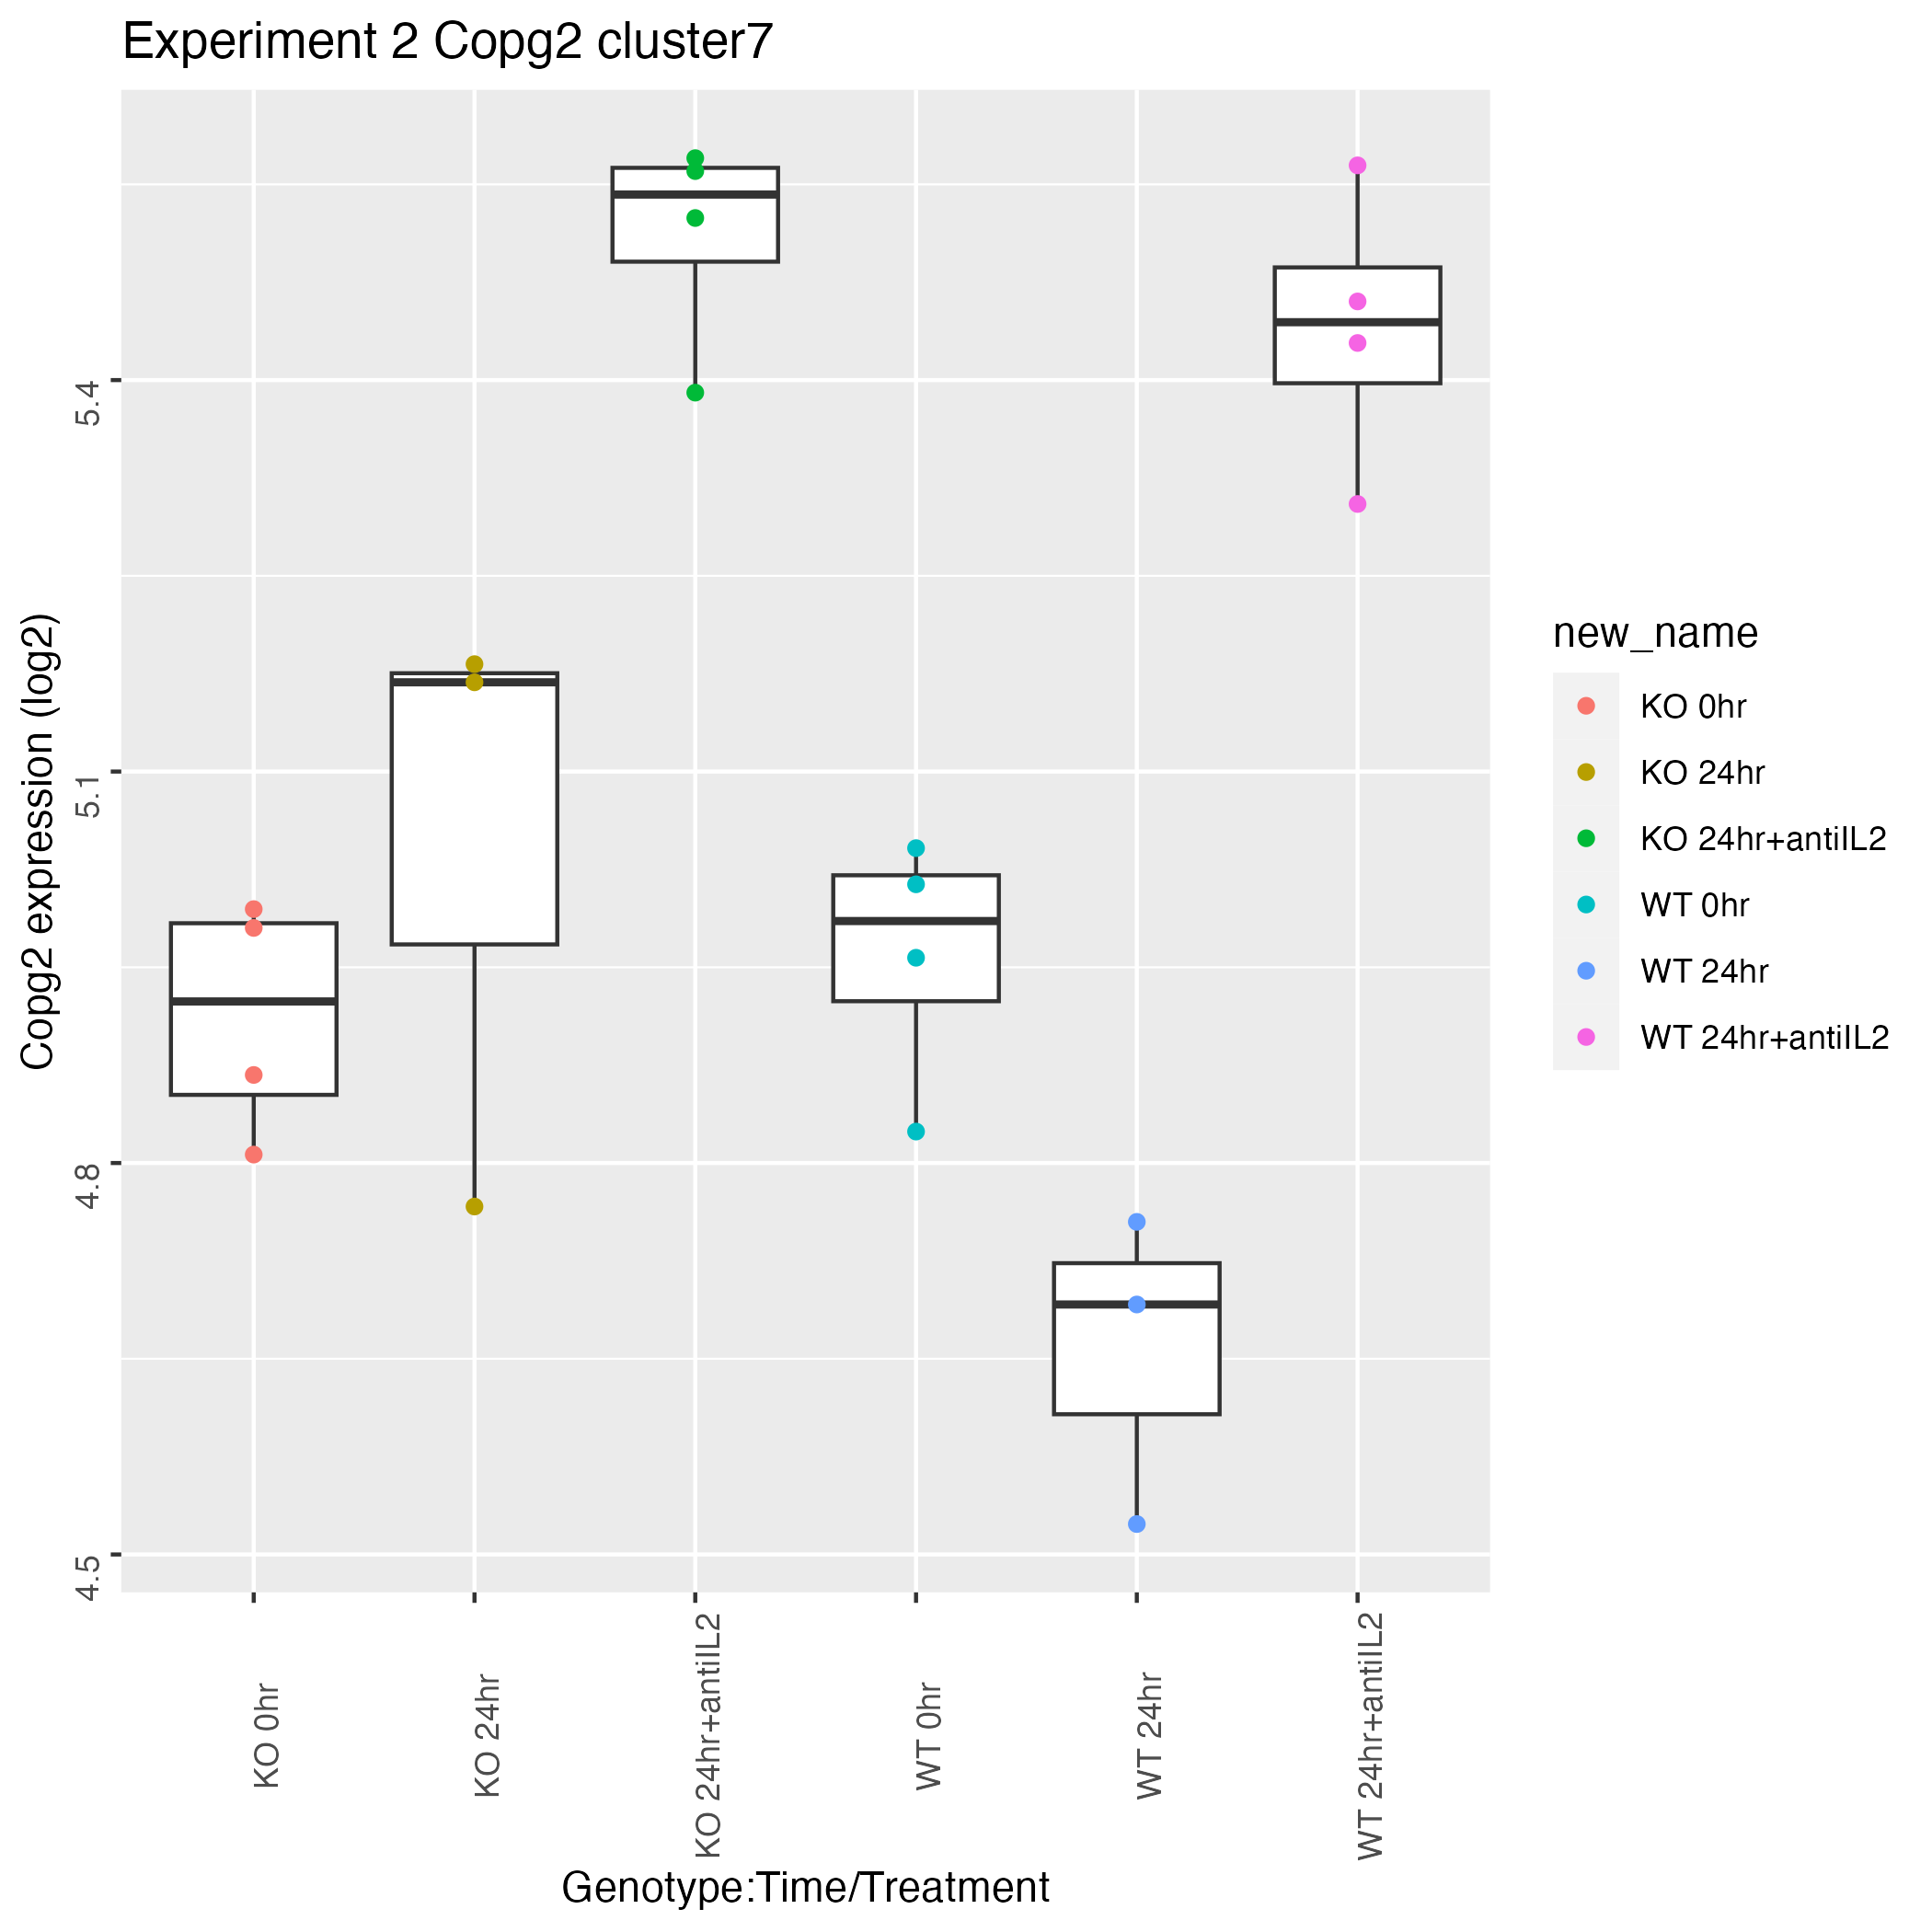 Experiment 2 Copg2 cluster7
Copg2 expression (log2)
5.4
5.1
4.8
4.5
KO 0hr
KO 24hr
KO 24hr+antiIL2
WT 0hr
WT 24hr
WT 24hr+antiIL2
Genotype:Time/Treatment
new_name
KO 0hr
KO 24hr
KO 24hr+antiIL2
WT 0hr
WT 24hr
WT 24hr+antiIL2